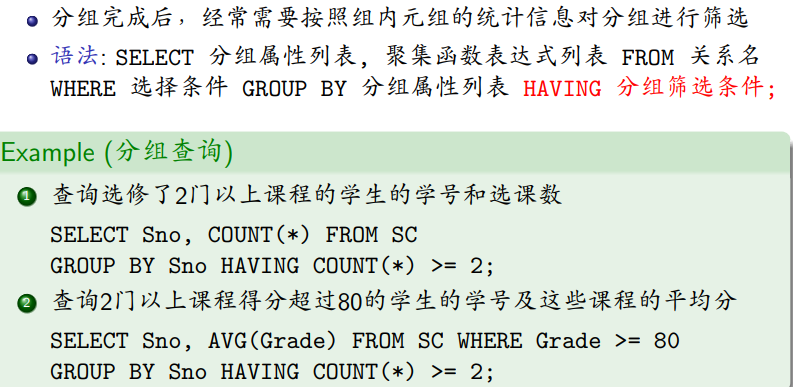 分组完成后，经常需要按照组内元组的统计信息对分组进行筛选
语法: SELECT 分组属性列表, 聚集函数表达式列表 FROM 关系名
WHERE 选择条件 GROUP BY 分组属性列表 HAVING 分组筛选条件;
Example (分组查询)
1 查询选修了2门以上课程的学生的学号和选课数
SELECT Sno, COUNT(*) FROM SC
GROUP BY Sno HAVING COUNT(*) >= 2;
2 查询2门以上课程得分超过80的学生的学号及这些课程的平均分
SELECT Sno, AVG(Grade) FROM SC WHERE Grade >= 80
GROUP BY Sno HAVING COUNT(*) >= 2;